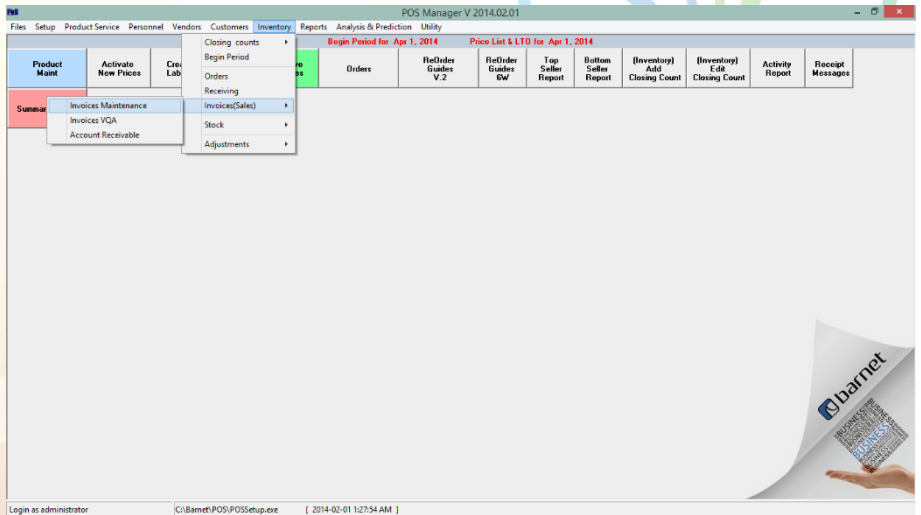 POS Manager V 2014.02.01
Files Setup Product Service Personnel Vendors Customers Inventory Reports Analysis & Prediction Utility
Begin Period for Apr 1, 2014 Price List & LTO for Apr 1, 2014
Product Maint
Activate New Prices
Orders
ReOrder Guides V.2
ReOrder Guides 6W
Top Seller Report
Bottom Seller Report
(Inventory) Add Closing Count
(Inventory) Edit Closing Count
Activity Report
Receipt Messages
Closing counts
Begin Period
Orders
Receiving
Invoices(Sales)
Stock
Adjustments
Invoices Maintenance
Invoices VQA
Account Receivable
barnet
BUSINESS
Login as administrator C:\Barnet\POS\POSSetup.exe [ 2014-02-01 1:27:54 AM ]